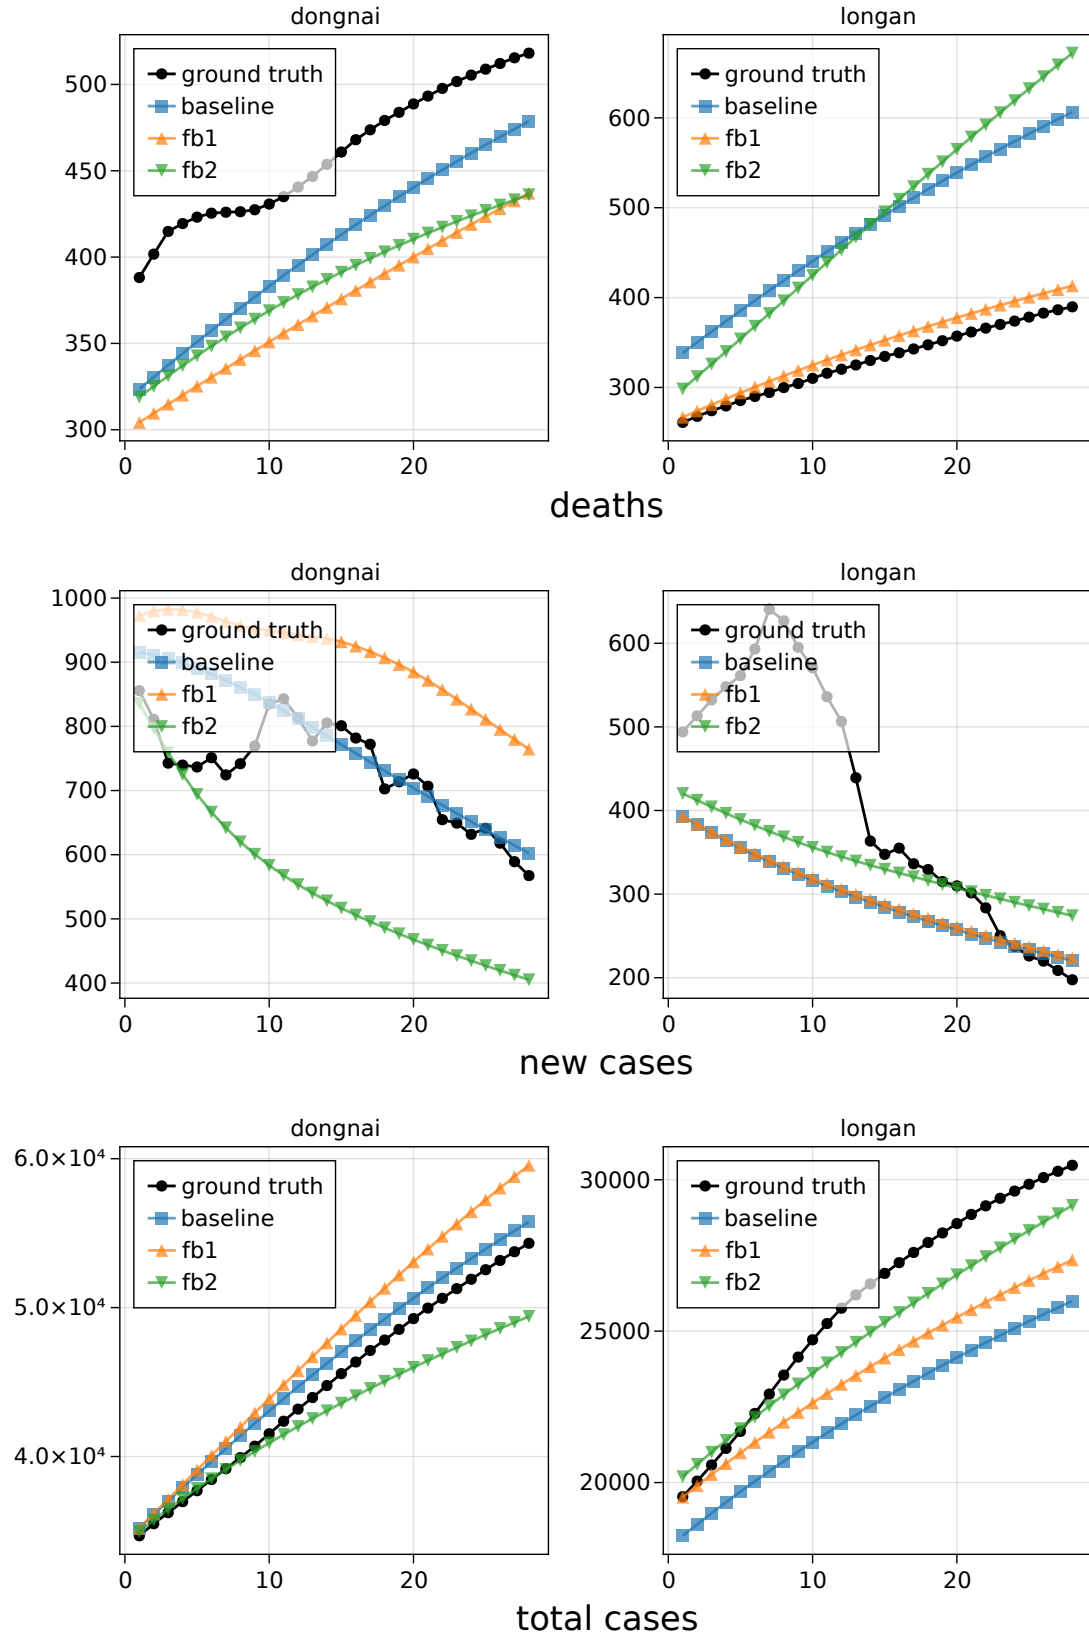 dongnai
500
450
400
350
300
0
10
20
ground truth
baseline
fb1
fb2
longan
600
500
400
300
0
10
20
ground truth
baseline
fb1
fb2
deaths
dongnai
1000
900
800
700
600
500
400
0
10
20
ground truth
baseline
fb1
fb2
longan
600
500
400
300
200
0
10
20
ground truth
baseline
fb1
fb2
new cases
dongnai
6.0×10⁴
5.0×10⁴
4.0×10⁴
0
10
20
ground truth
baseline
fb1
fb2
longan
30000
25000
20000
0
10
20
ground truth
baseline
fb1
fb2
total cases